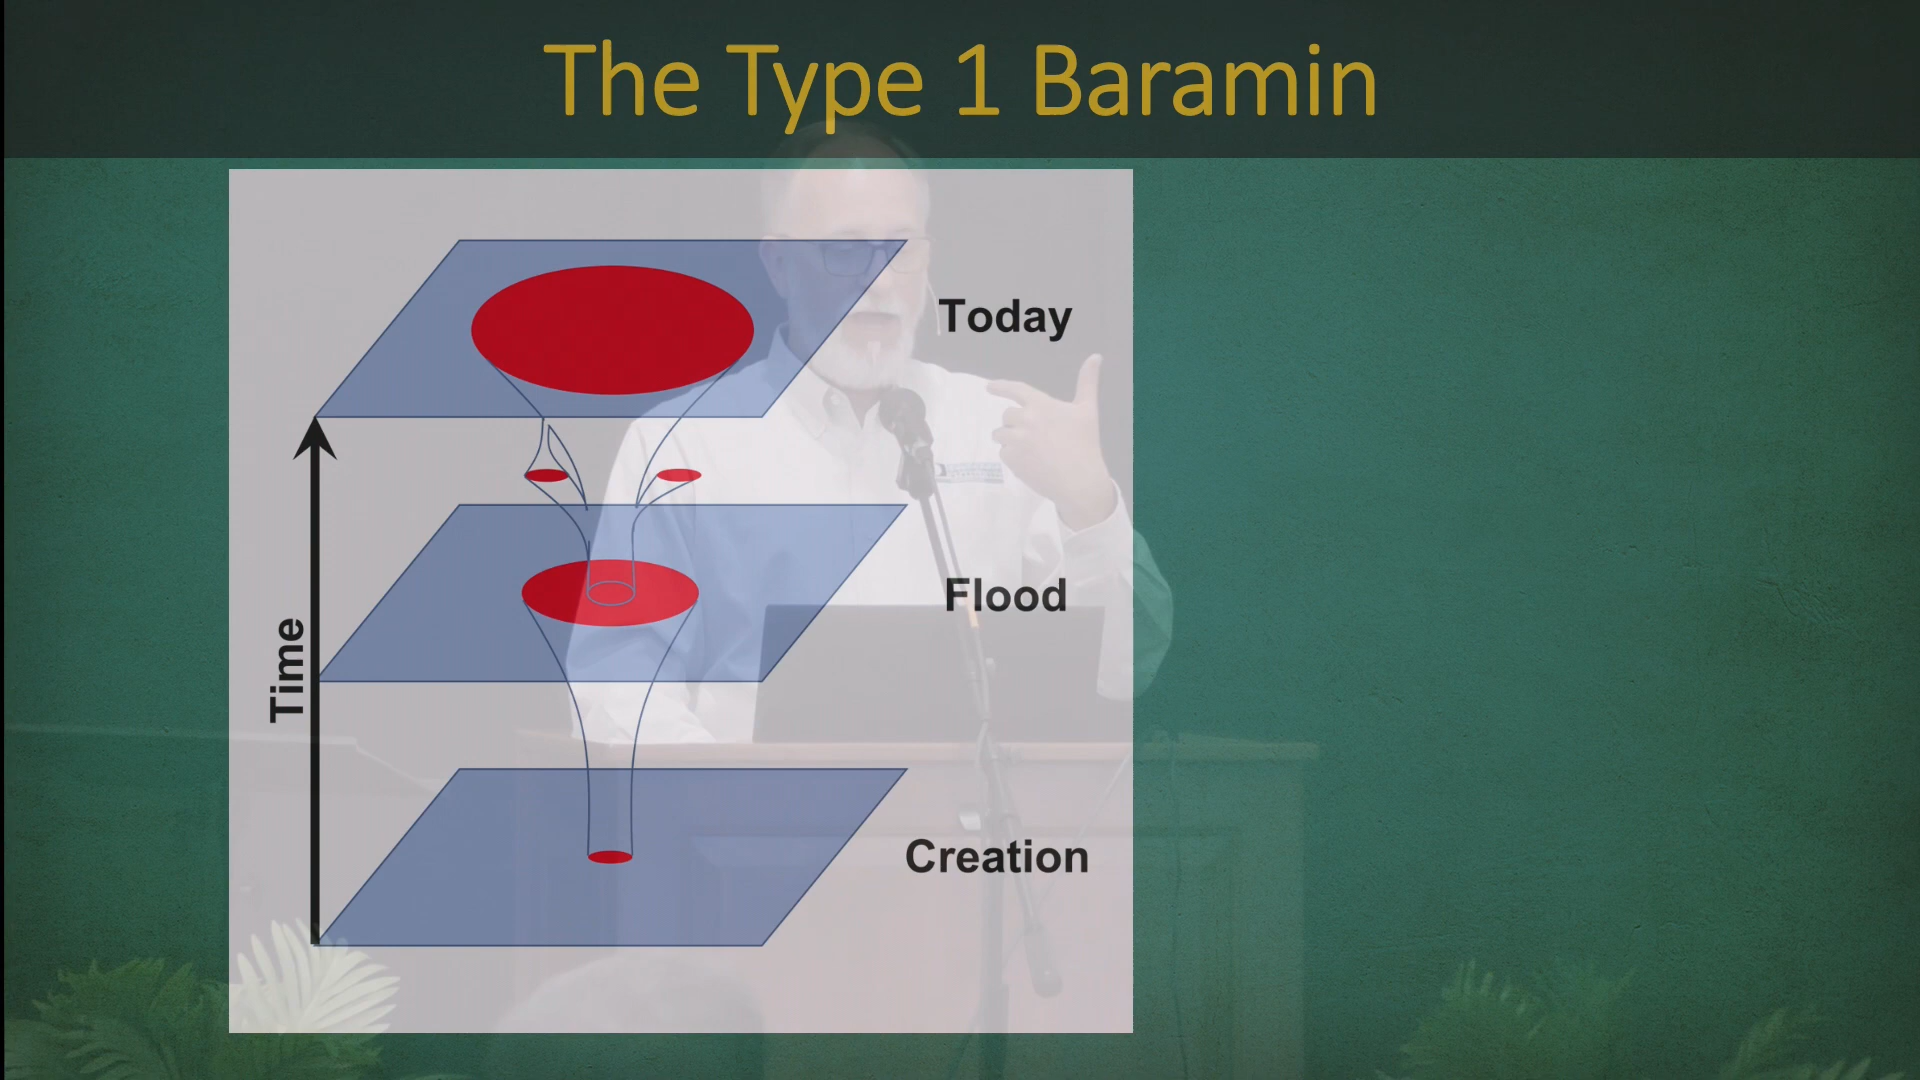 The Type 1 Baramin
Today
Flood
Time
Creation